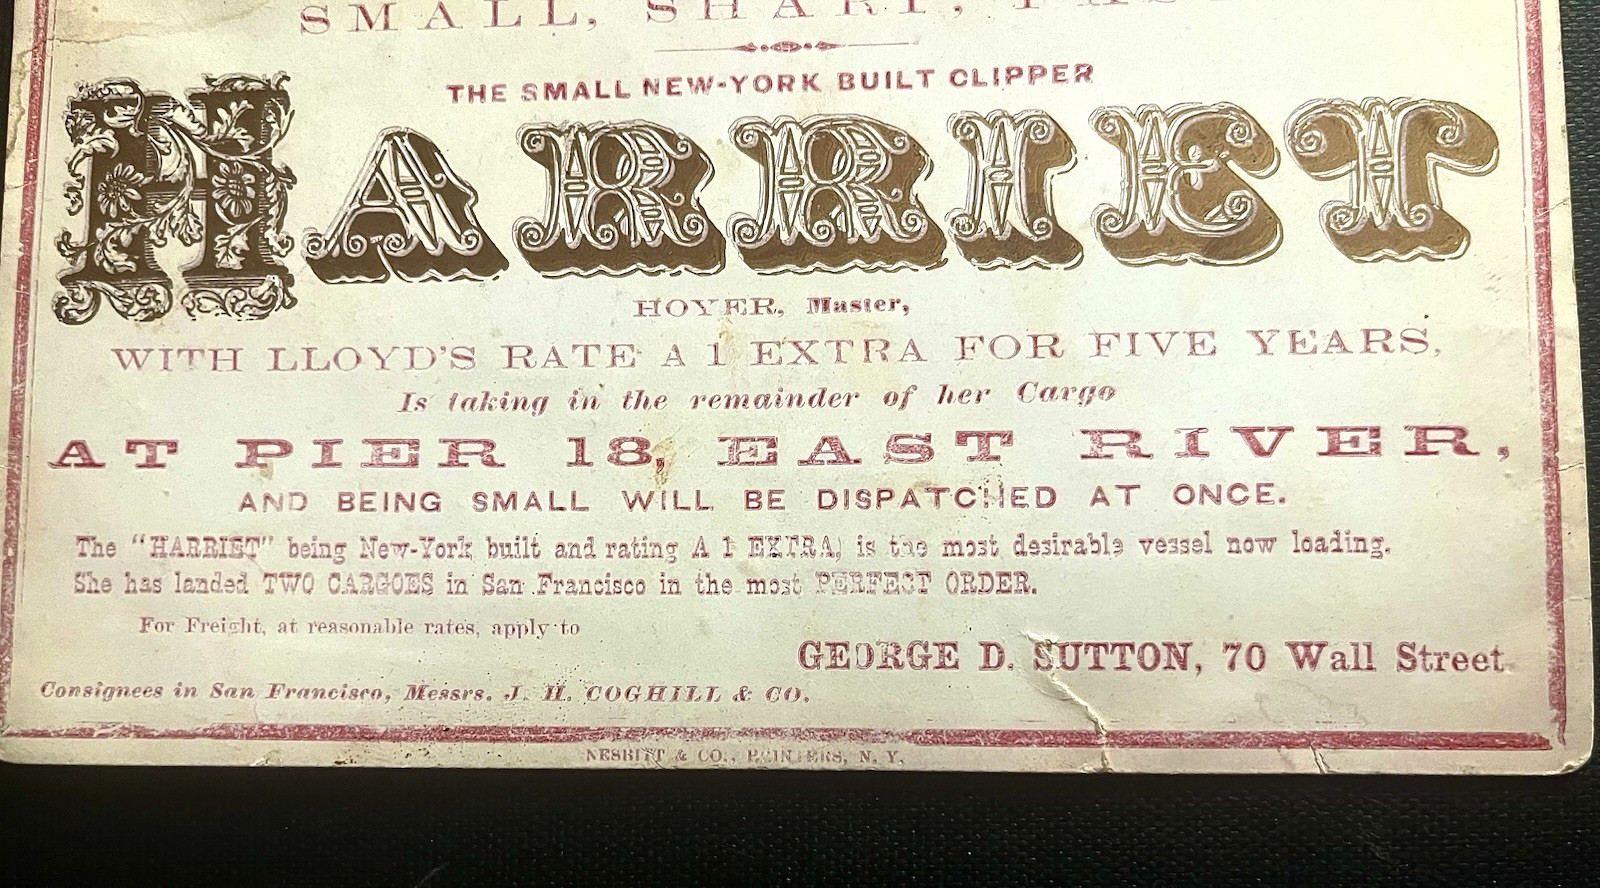 SMALL, SHARP,
THE SMALL NEW-YORK BUILT CLIPPER
HARRIET
HOYER, Master,
WITH LLOYD'S RATE A 1 EXTRA FOR FIVE YEARS,
Is taking in the remainder of her Cargo
AT PIER 18, EAST RIVER,
AND BEING SMALL WILL BE DISPATCHED AT ONCE.
The "HARRIET" being New-York built and rating A 1 EXTRA, is the most desirable vessel now loading.
She has landed TWO CARGOES in San Francisco in the most PERFECT ORDER.
For Freight, at reasonable rates, apply to
GEORGE D. SUTTON, 70 Wall Street
Consignees in San Francisco, Messrs. J. H. COGHILL & CO.
NESBITT & CO., PRINTERS, N. Y.